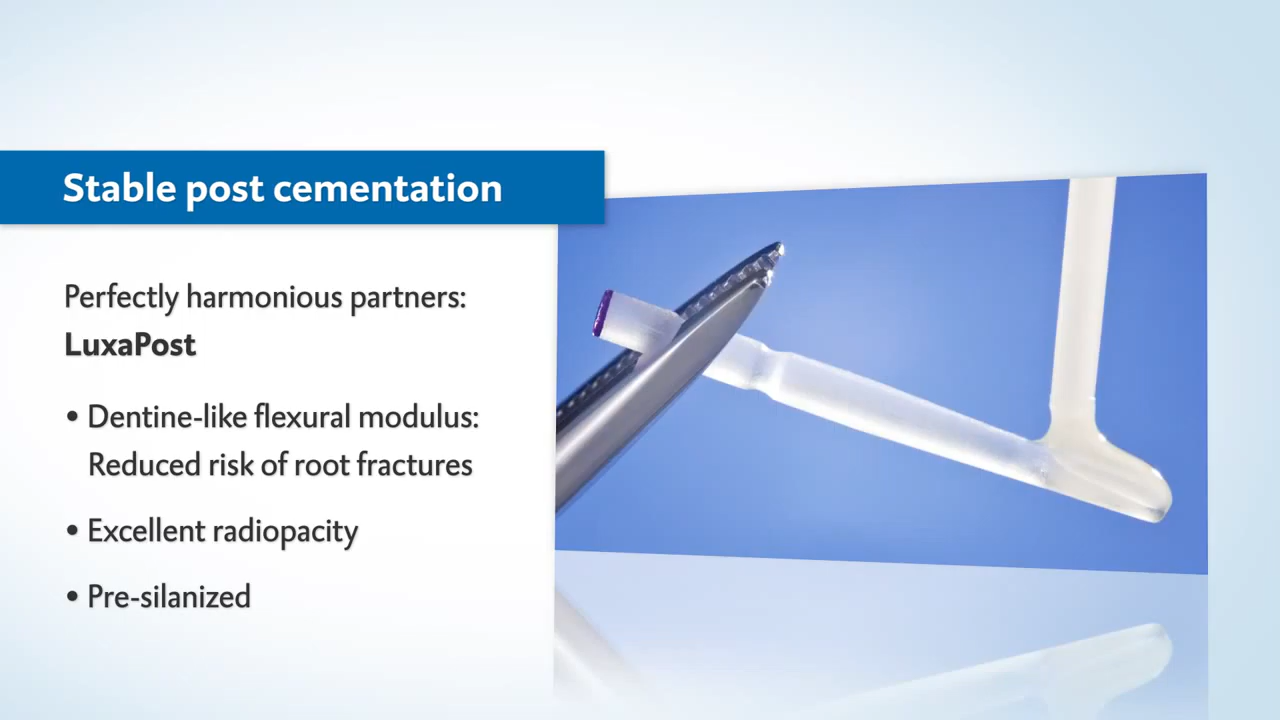 Stable post cementation
Perfectly harmonious partners:
LuxaPost
• Dentine-like flexural modulus:
Reduced risk of root fractures
• Excellent radiopacity
• Pre-silanized